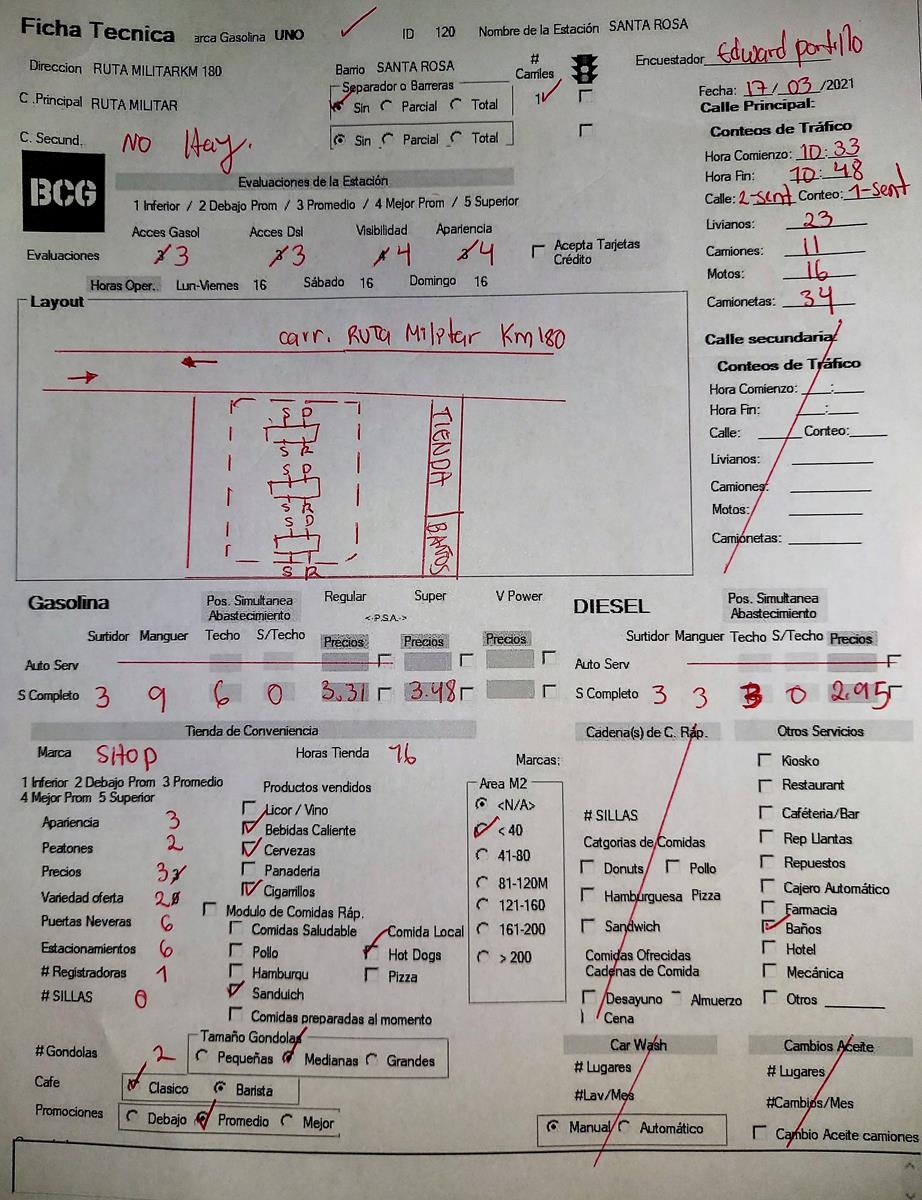 Ficha Tecnica arca Gasolina UNO ID 120 Nombre de la Estación SANTA ROSA
Encuestador Edward portillo
Direccion RUTA MILITARKM 180 Barrio SANTA ROSA # Carriles
Separador o Barreras
C .Principal RUTA MILITAR Sin Parcial Total 1
Fecha: 17/ 03 /2021
C. Secund. NO Hay. Sin Parcial Total
Calle Principal:
Conteos de Tráfico
Hora Comienzo: 10:33
Hora Fin: 10:48
Calle: 2-sent Conteo: 1-sent
Livianos: 23
Camiones: 11
Motos: 16
Camionetas: 34
BCG
Evaluaciones de la Estación
1 Inferior / 2 Debajo Prom / 3 Promedio / 4 Mejor Prom / 5 Superior
Acces Gasol Acces Dsl Visibilidad Apariencia
Evaluaciones 3 3 4 4 Acepta Tarjetas Crédito
Horas Oper. Lun-Viernes 16 Sábado 16 Domingo 16
Layout
carr. RUTA Militar Km180
S D
S R
S D
S R
S D
S R
TIENDA BAÑOS
Calle secundaria:
Conteos de Tráfico
Hora Comienzo: __:__
Hora Fin: __:__
Calle: ____ Conteo:____
Livianos:
Camiones:
Motos:
Camionetas:
Gasolina Pos. Simultanea Abastecimiento Regular Super V Power
<-P.S.A.->
Surtidor Manguer Techo S/Techo Precios Precios Precios
Auto Serv
S Completo 3 9 6 0 3.31 3.48
DIESEL Pos. Simultanea Abastecimiento
Surtidor Manguer Techo S/Techo Precios
Auto Serv
S Completo 3 3 3 0 2.95
Tienda de Conveniencia
Marca SHOP Horas Tienda 16
Marcas:
1 Inferior 2 Debajo Prom 3 Promedio
4 Mejor Prom 5 Superior
Apariencia 3
Peatones 2
Precios 3
Variedad oferta 2
Puertas Neveras 6
Estacionamientos 6
# Registradoras 1
# SILLAS 0
# Gondolas 2
Productos vendidos
Licor / Vino
Bebidas Caliente
Cervezas
Panaderia
Cigarrillos
Modulo de Comidas Ráp.
Comidas Saludable Comida Local
Pollo Hot Dogs
Hamburqu Pizza
Sanduich
Comidas preparadas al momento
Area M2
<N/A>
< 40
41-80
81-120M
121-160
161-200
> 200
Tamaño Gondolas
Pequeñas Medianas Grandes
Cafe Clasico Barista
Promociones Debajo Promedio Mejor
Cadena(s) de C. Ráp.
# SILLAS
Catgorias de Comidas
Donuts Pollo
Hamburguesa Pizza
Sandwich
Comidas Ofrecidas
Cadenas de Comida
Desayuno Almuerzo
Cena
Otros Servicios
Kiosko
Restaurant
Caféteria/Bar
Rep Llantas
Repuestos
Cajero Automático
Farmacia
Baños
Hotel
Mecánica
Otros
Car Wash
# Lugares
#Lav/Mes
Manual Automático
Cambios Aceite
# Lugares
#Cambios/Mes
Cambio Aceite camiones